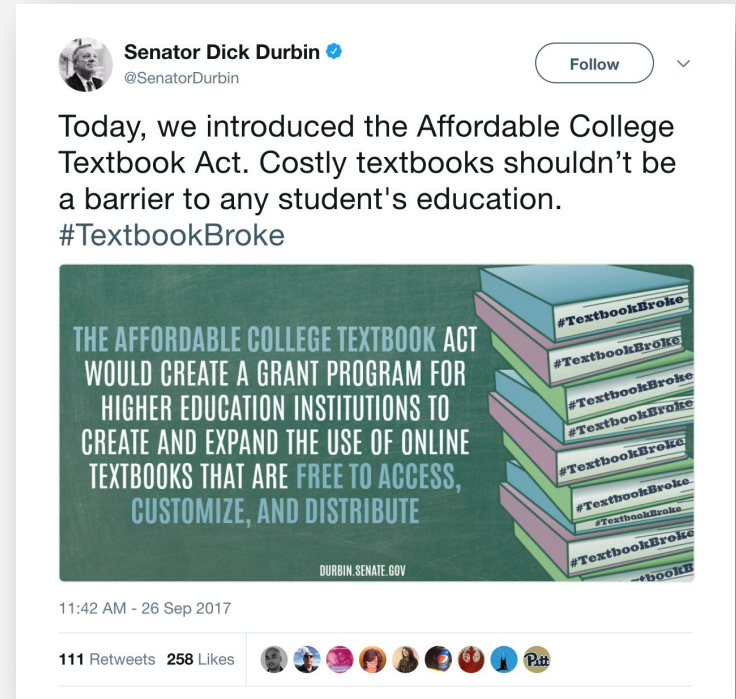 Senator Dick Durbin
@SenatorDurbin
Follow
Today, we introduced the Affordable College
Textbook Act. Costly textbooks shouldn’t be
a barrier to any student's education.
#TextbookBroke
THE AFFORDABLE COLLEGE TEXTBOOK ACT
WOULD CREATE A GRANT PROGRAM FOR
HIGHER EDUCATION INSTITUTIONS TO
CREATE AND EXPAND THE USE OF ONLINE
TEXTBOOKS THAT ARE FREE TO ACCESS,
CUSTOMIZE, AND DISTRIBUTE
DURBIN.SENATE.GOV
#TextbookBroke
#TextbookBroke
#TextbookBroke
#TextbookBroke
#TextbookBroke
#TextbookBroke
#TextbookBroke
#TextbookBroke
tbookB
11:42 AM - 26 Sep 2017
111 Retweets 258 Likes
Pitt